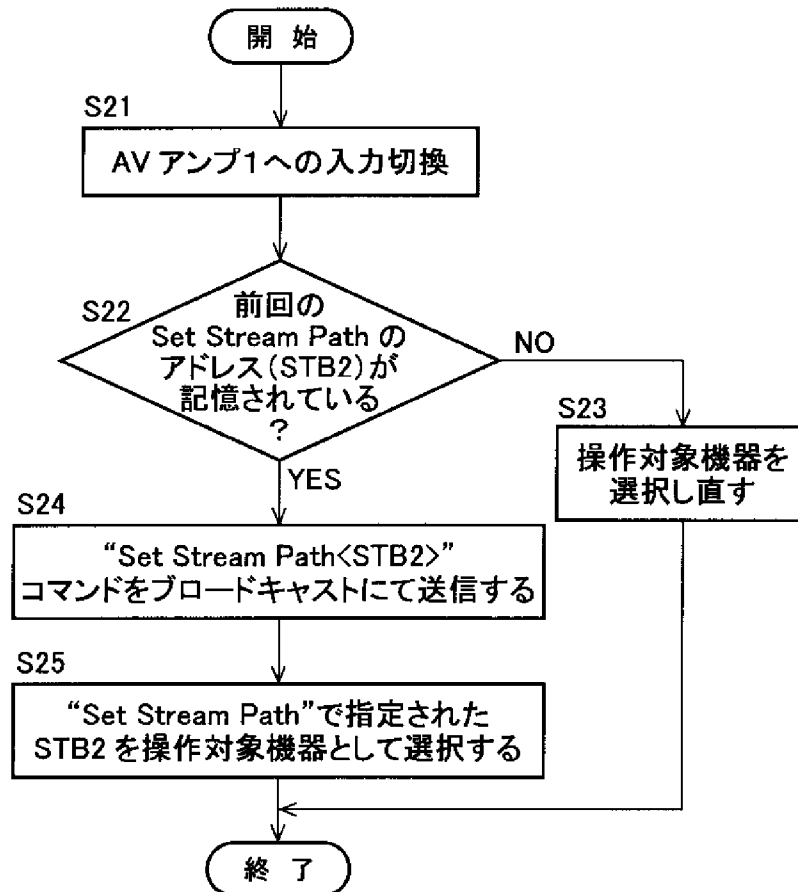 開 始
S21
AV アンプ1への入力切換
S22
前回の
Set Stream Path の
アドレス(STB2)が
記憶されている
?
NO
YES
S23
操作対象機器を
選択し直す
S24
“Set Stream Path<STB2>”
コマンドをブロードキャストにて送信する
S25
“Set Stream Path”で指定された
STB2 を操作対象機器として選択する
終 了